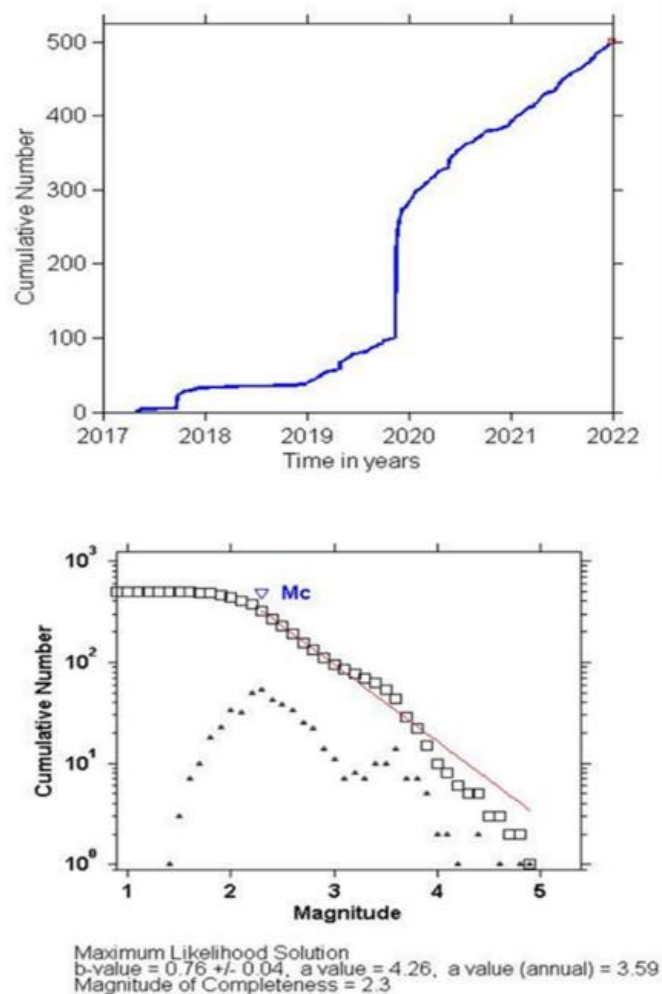 500
400
300
200
100
0
Cumulative Number
2017 2018 2019 2020 2021 2022
Time in years
10³
10²
10¹
10⁰
Cumulative Number
Mc
1 2 3 4 5
Magnitude
Maximum Likelihood Solution
b-value = 0.76 +/- 0.04, a value = 4.26, a value (annual) = 3.59
Magnitude of Completeness = 2.3